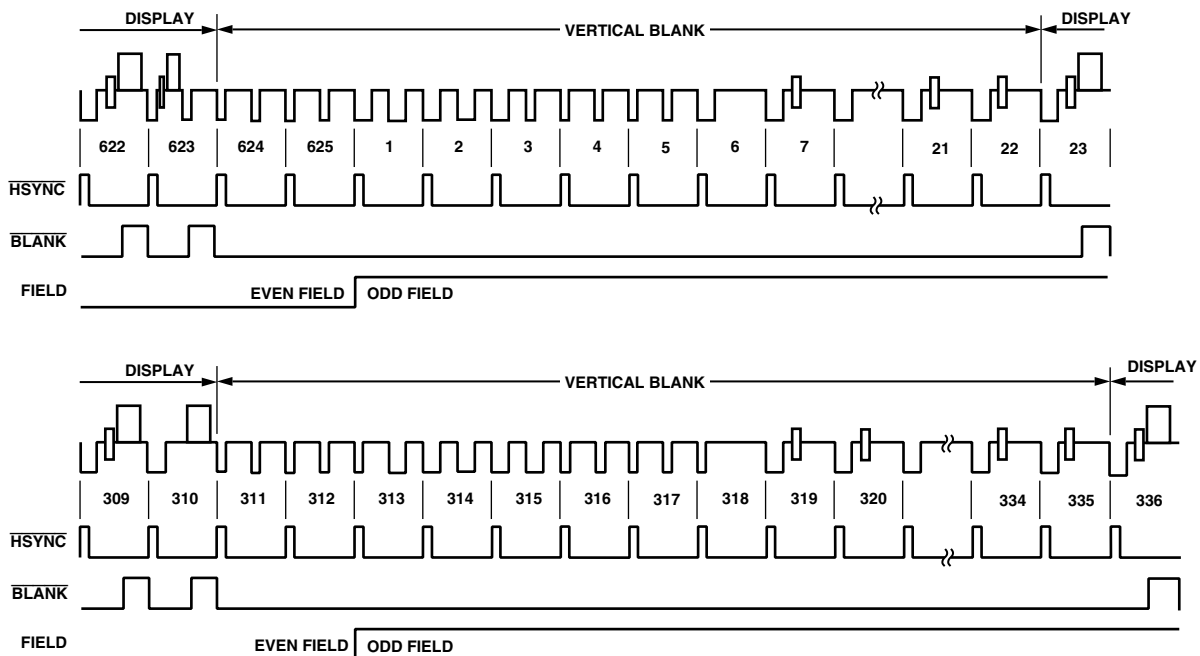 DISPLAY VERTICAL BLANK DISPLAY
622 623 624 625 1 2 3 4 5 6 7 21 22 23
HSYNC
BLANK
FIELD EVEN FIELD ODD FIELD
DISPLAY VERTICAL BLANK DISPLAY
309 310 311 312 313 314 315 316 317 318 319 320 334 335 336
HSYNC
BLANK
FIELD EVEN FIELD ODD FIELD